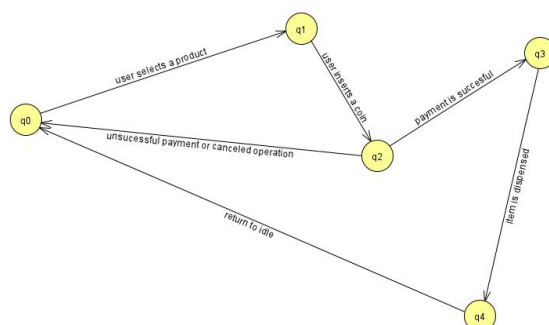 q1
q3
user selects a product
user inserts a coin
payment is succesful
q0
unsucessful payment or canceled operation
q2
item is dispensed
return to idle
q4